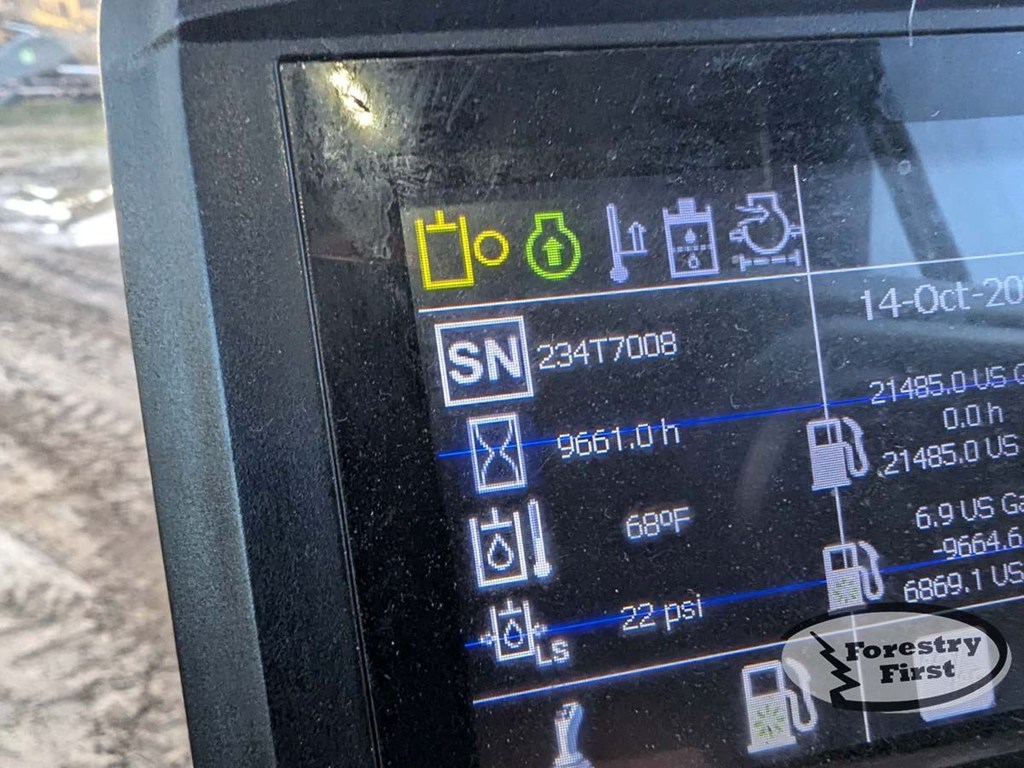 14-Oct-20
SN 234T7008
21485.0 US G
9661.0 h
0.0 h
21485.0 US
68ºF
6.9 US Ga
-9664.6
22 psi
6869.1 US
LS
Forestry
First